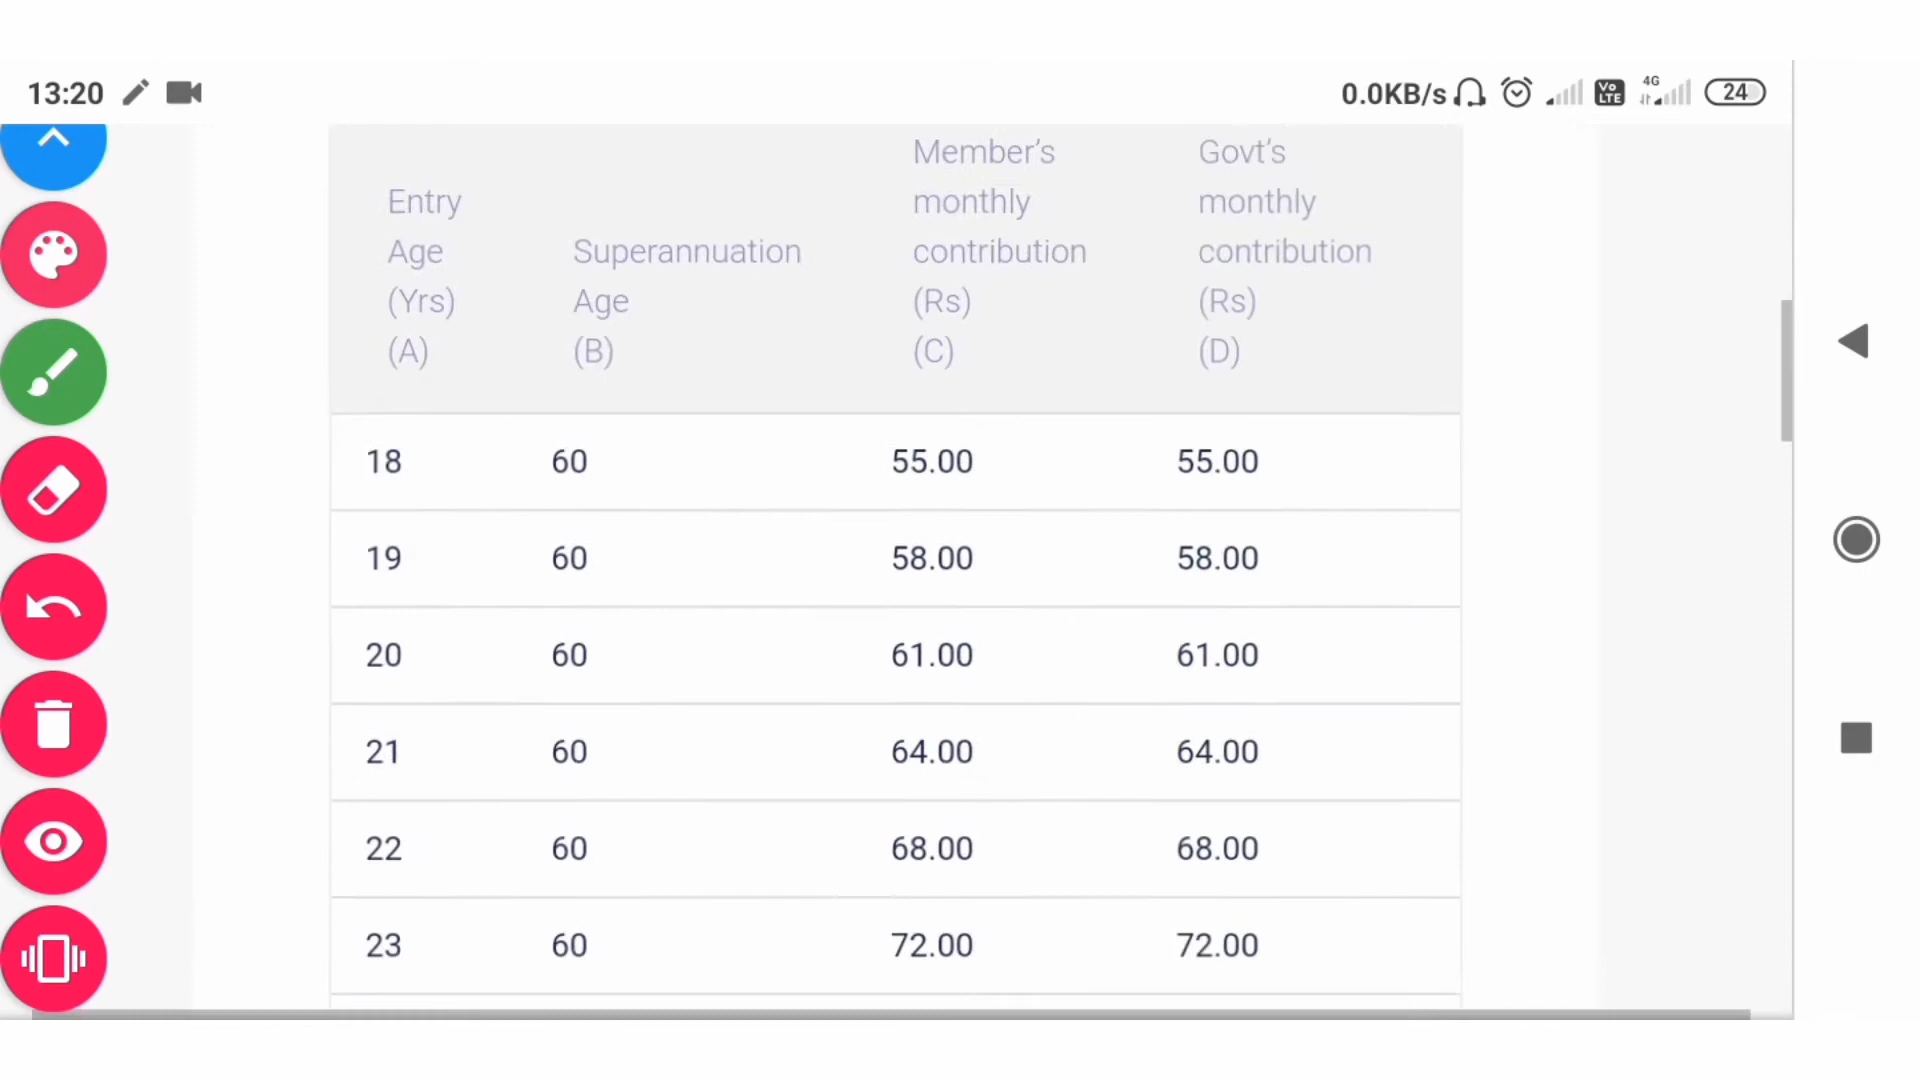 13:20
0.0KB/s Vo LTE 4G 24
Entry Age (Yrs) (A)
Superannuation Age (B)
Member’s monthly contribution (Rs) (C)
Govt’s monthly contribution (Rs) (D)
18 60 55.00 55.00
19 60 58.00 58.00
20 60 61.00 61.00
21 60 64.00 64.00
22 60 68.00 68.00
23 60 72.00 72.00